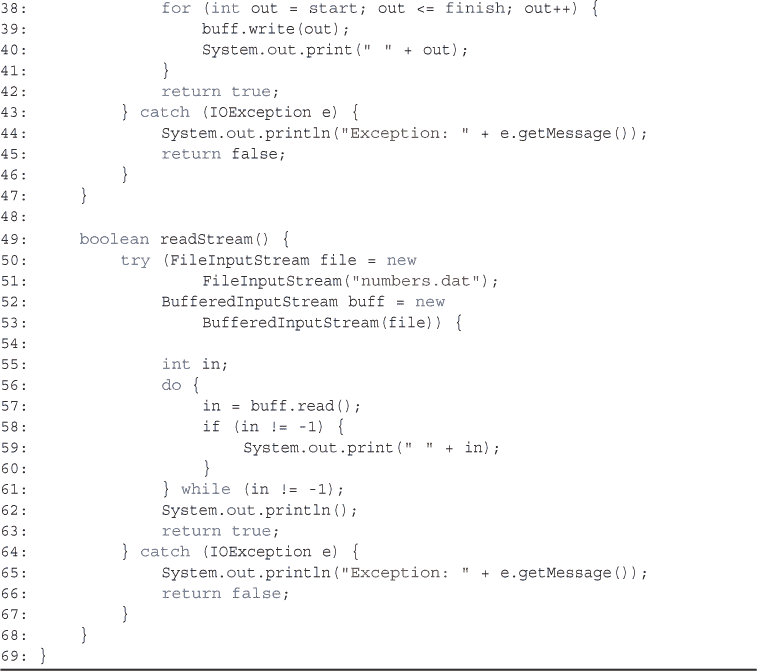 38:             for (int out = start; out <= finish; out++) {
39:                 buff.write(out);
40:                 System.out.print(" " + out);
41:             }
42:             return true;
43:         } catch (IOException e) {
44:             System.out.println("Exception: " + e.getMessage());
45:             return false;
46:         }
47:     }
48:
49:     boolean readStream() {
50:         try (FileInputStream file = new
51:                 FileInputStream("numbers.dat");
52:             BufferedInputStream buff = new
53:                 BufferedInputStream(file)) {
54:
55:             int in;
56:             do {
57:                 in = buff.read();
58:                 if (in != -1) {
59:                     System.out.print(" " + in);
60:                 }
61:             } while (in != -1);
62:             System.out.println();
63:             return true;
64:         } catch (IOException e) {
65:             System.out.println("Exception: " + e.getMessage());
66:             return false;
67:         }
68:     }
69: }